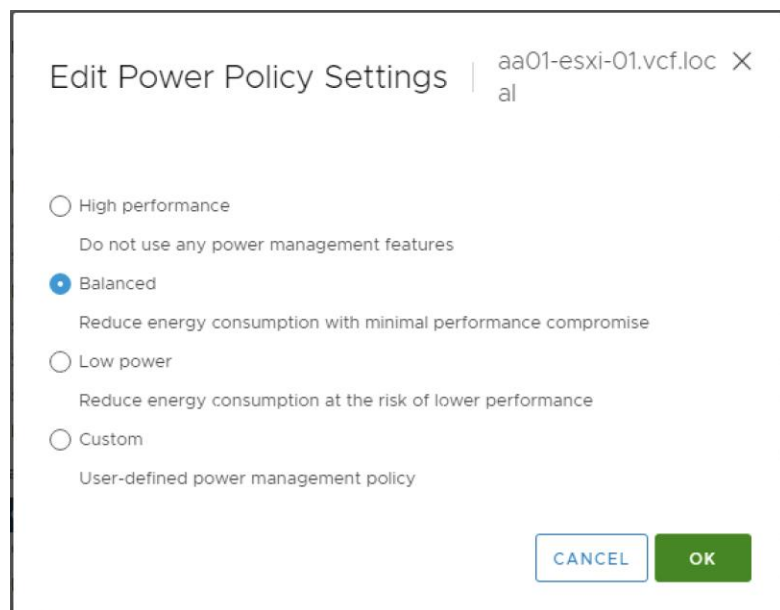 Edit Power Policy Settings
aa01-esxi-01.vcf.loc
al
High performance
Do not use any power management features
Balanced
Reduce energy consumption with minimal performance compromise
Low power
Reduce energy consumption at the risk of lower performance
Custom
User-defined power management policy
CANCEL
OK